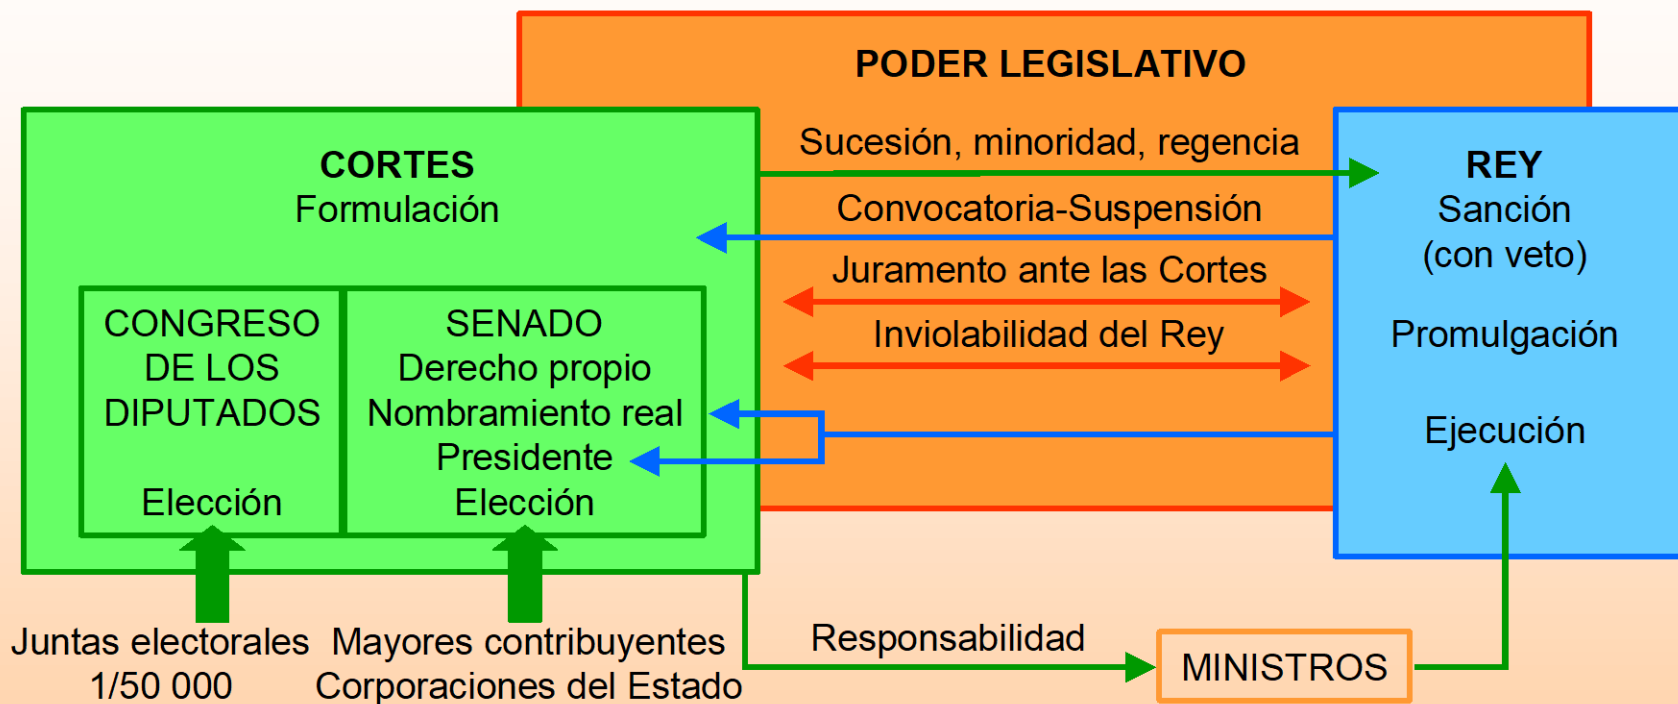 PODER LEGISLATIVO
CORTES
Formulación
CONGRESO
DE LOS
DIPUTADOS
Elección
SENADO
Derecho propio
Nombramiento real
Presidente
Elección
Sucesión, minoridad, regencia
Convocatoria-Suspensión
Juramento ante las Cortes
Inviolabilidad del Rey
REY
Sanción
(con veto)
Promulgación
Ejecución
Juntas electorales
1/50 000
Mayores contribuyentes
Corporaciones del Estado
Responsabilidad
MINISTROS